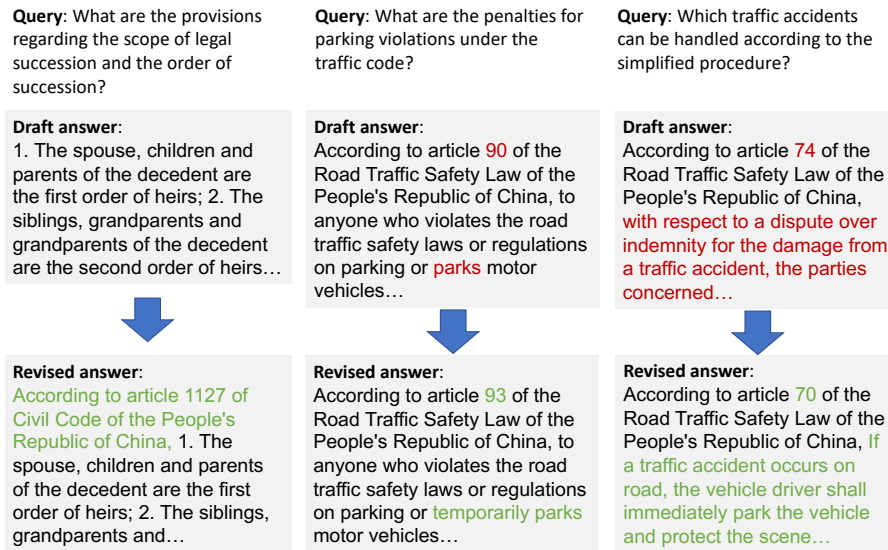 Query: What are the provisions
regarding the scope of legal
succession and the order of
succession?
Draft answer:
1. The spouse, children and
parents of the decedent are
the first order of heirs; 2. The
siblings, grandparents and
grandparents of the decedent
are the second order of heirs…
Revised answer:
According to article 1127 of
Civil Code of the People's
Republic of China, 1. The
spouse, children and parents
of the decedent are the first
order of heirs; 2. The siblings,
grandparents and…
Query: What are the penalties for
parking violations under the
traffic code?
Draft answer:
According to article 90 of the
Road Traffic Safety Law of the
People's Republic of China, to
anyone who violates the road
traffic safety laws or regulations
on parking or parks motor
vehicles…
Revised answer:
According to article 93 of the
Road Traffic Safety Law of the
People's Republic of China, to
anyone who violates the road
traffic safety laws or regulations
on parking or temporarily parks
motor vehicles…
Query: Which traffic accidents
can be handled according to the
simplified procedure?
Draft answer:
According to article 74 of the
Road Traffic Safety Law of the
People's Republic of China,
with respect to a dispute over
indemnity for the damage from
a traffic accident, the parties
concerned…
Revised answer:
According to article 70 of the
Road Traffic Safety Law of the
People's Republic of China, If
a traffic accident occurs on
road, the vehicle driver shall
immediately park the vehicle
and protect the scene…